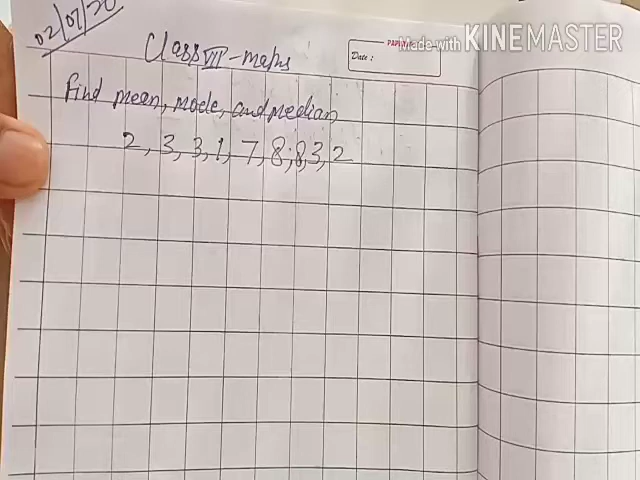 02/07/20
Class VII - maths
PAPER
Date :
Made with KINEMASTER
Find mean, mode, and median
2, 3, 3, 1, 7, 8, 8, 3, 2